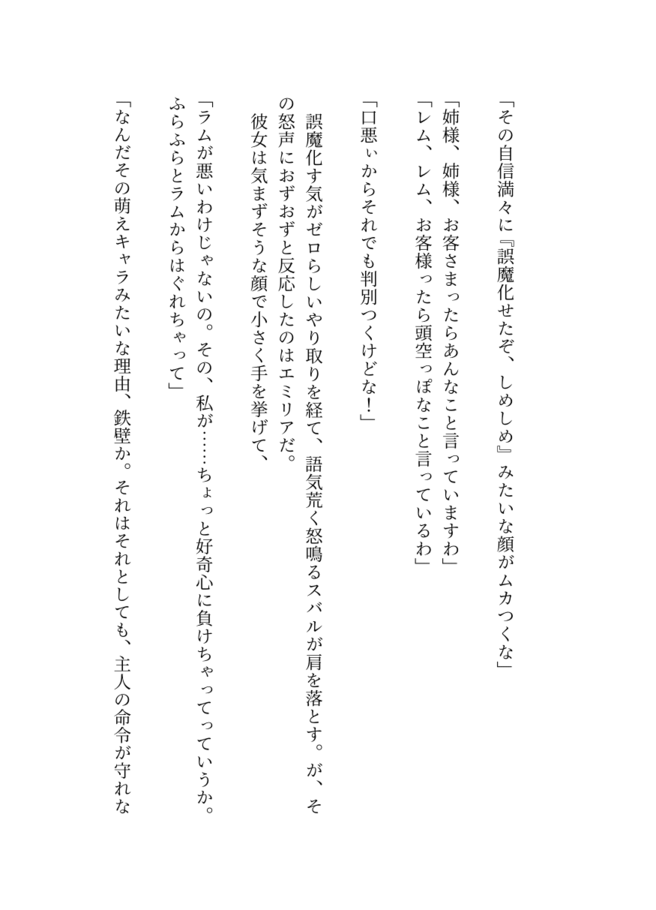 「その自信満々に『誤魔化せたぞ、しめしめ』みたいな顔がムカつくな」
「姉様、姉様、お客さまったらあんなこと言っていますわ」
「レム、レム、お客様ったら頭空っぽなこと言っているわ」
「口悪ぃからそれでも判別つくけどな！」
誤魔化す気がゼロらしいやり取りを経て、語気荒く怒鳴るスバルが肩を落とす。が、そ
の怒声におずおずと反応したのはエミリアだ。
彼女は気まずそうな顔で小さく手を挙げて、
「ラムが悪いわけじゃないの。その、私が……ちょっと好奇心に負けちゃってっていうか。
ふらふらとラムからはぐれちゃって」
「なんだその萌えキャラみたいな理由、鉄壁か。それはそれとしても、主人の命令が守れな